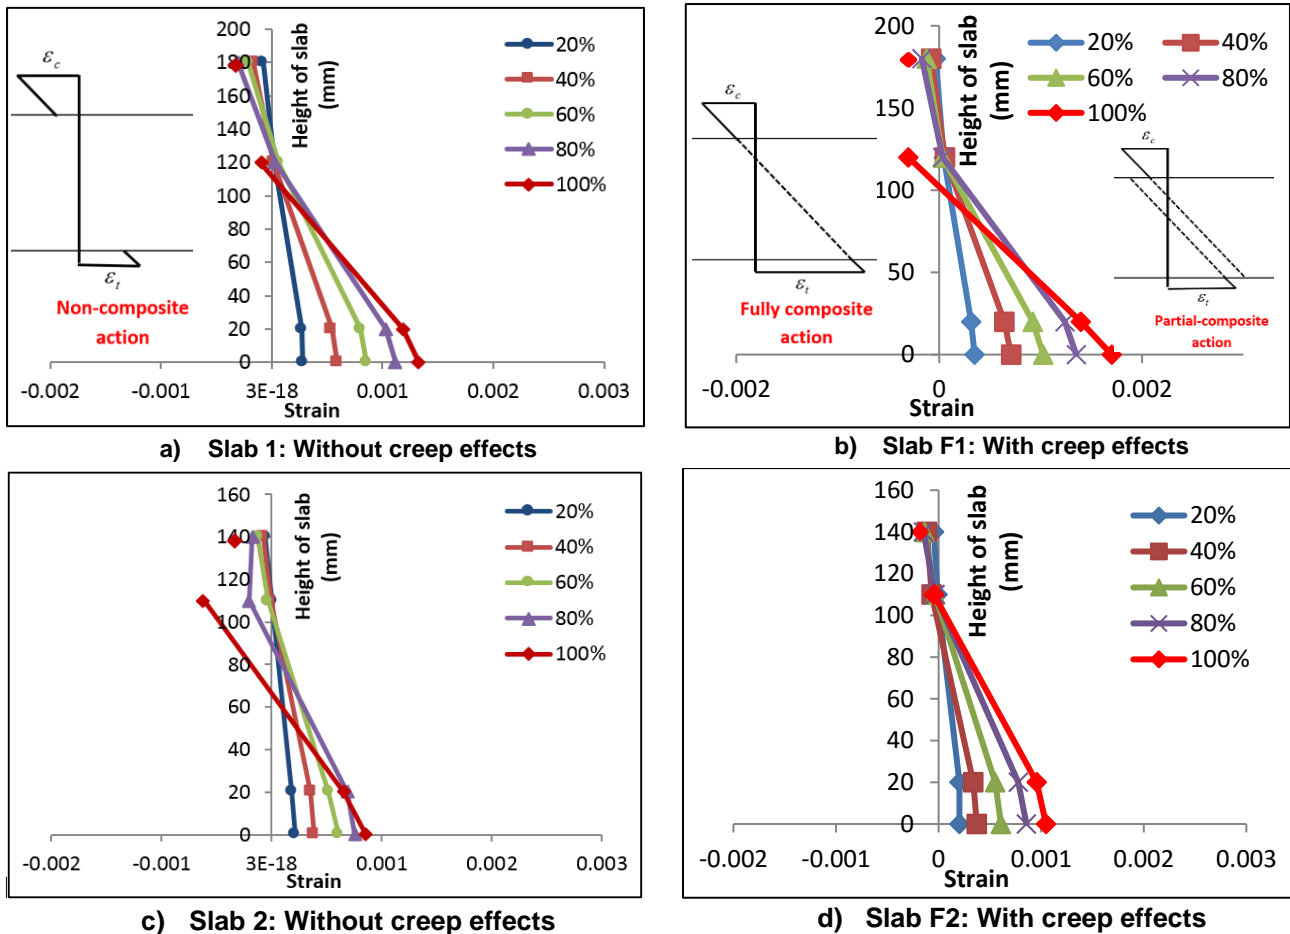 εc
Non-composite
action
εt
200
180
160
140
120
100
80
60
40
20
0
-0.002
-0.001
3E-18
0.001
0.002
0.003
Strain
Height of slab
(mm)
20%
40%
60%
80%
100%
a) Slab 1: Without creep effects
εc
Fully composite
action
εt
200
150
100
50
0
-0.002
0
0.002
Strain
Height of slab
(mm)
20%
40%
60%
80%
100%
εc
εt
Partial-composite
action
b) Slab F1: With creep effects
160
140
120
100
80
60
40
20
0
-0.002
-0.001
3E-18
0.001
0.002
0.003
Strain
Height of slab
(mm)
20%
40%
60%
80%
100%
c) Slab 2: Without creep effects
160
140
120
100
80
60
40
20
0
-0.002
-0.001
0
0.001
0.002
0.003
Strain
Height of slab
(mm)
20%
40%
60%
80%
100%
d) Slab F2: With creep effects